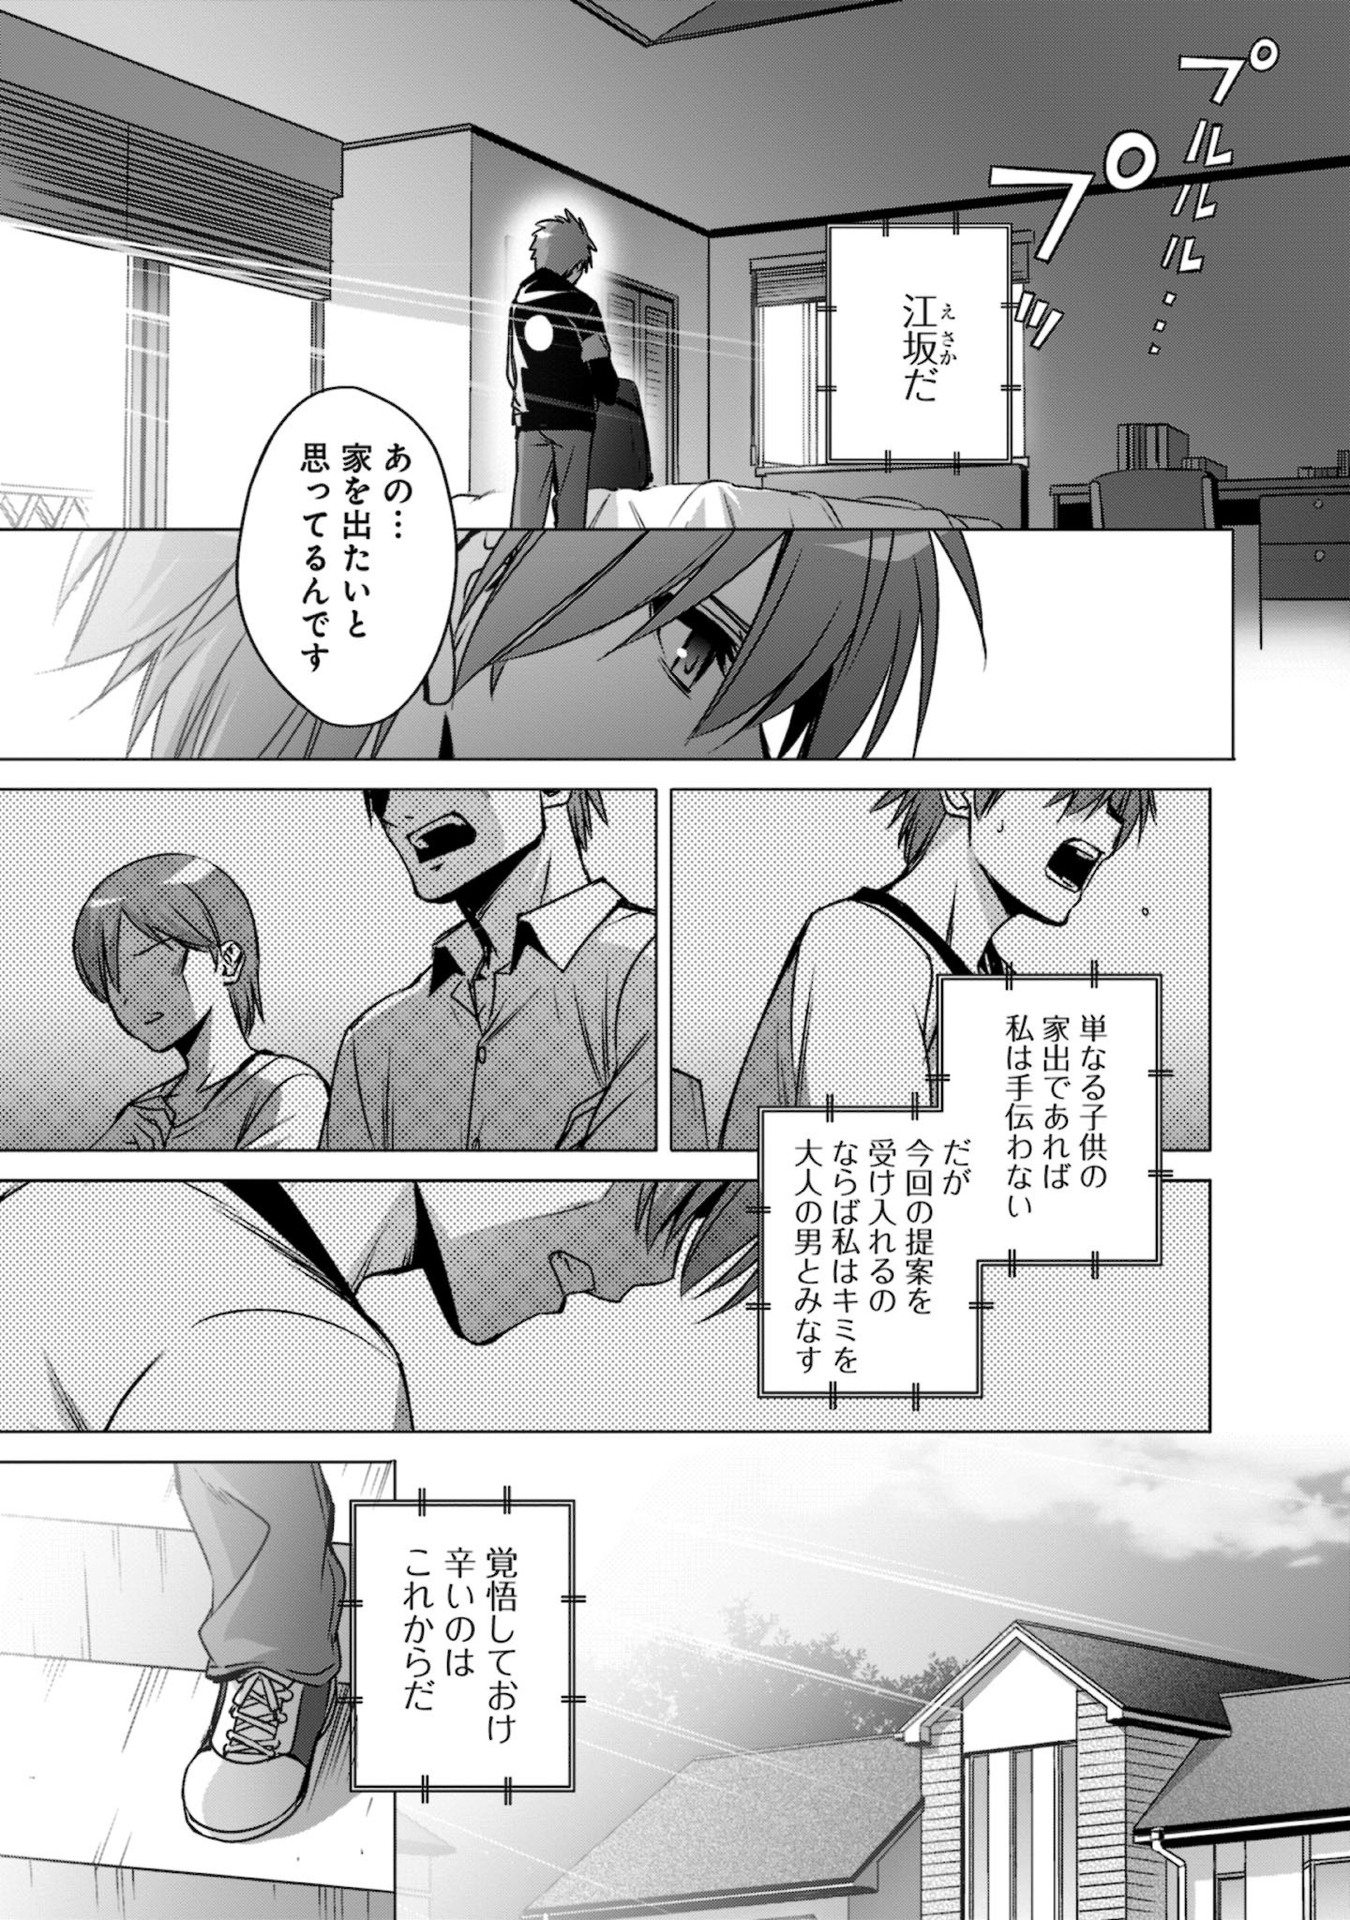 プルルル…
プッ
江坂だ
えさか
あの…
家を出たいと
思ってるんです
単なる子供の
家出であれば
私は手伝わない
だが
今回の提案を
受け入れるの
ならば私はキミを
大人の男とみなす
覚悟しておけ
辛いのは
これからだ